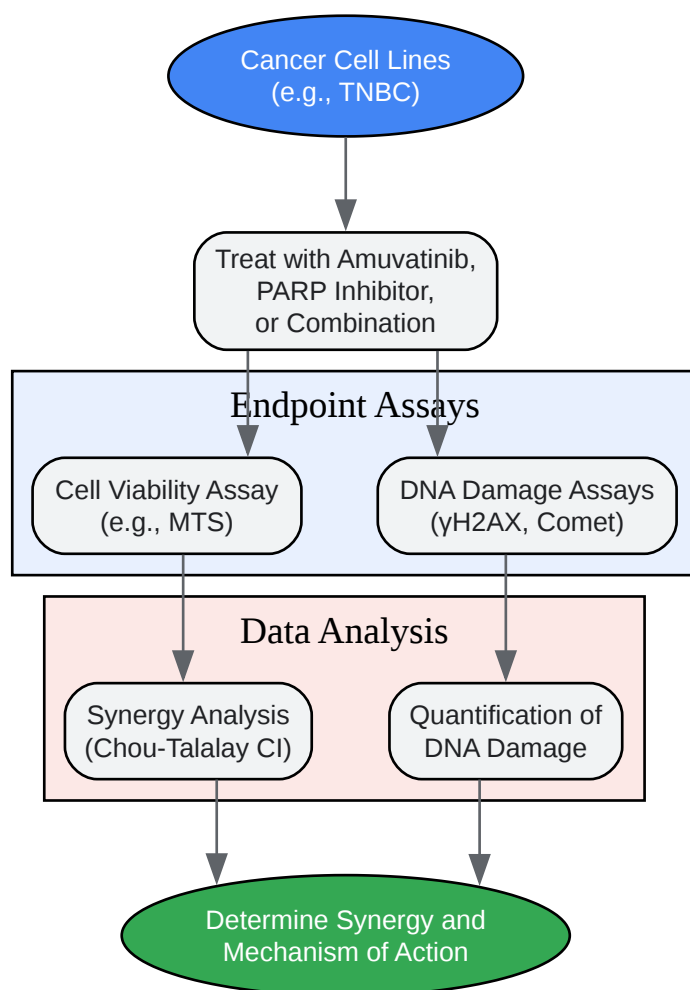 Cancer Cell Lines
(e.g., TNBC)
Treat with Amuvatinib,
PARP Inhibitor,
or Combination
Endpoint Assays
Cell Viability Assay
(e.g., MTS)
DNA Damage Assays
(γH2AX, Comet)
Data Analysis
Synergy Analysis
(Chou-Talalay CI)
Quantification of
DNA Damage
Determine Synergy and
Mechanism of Action